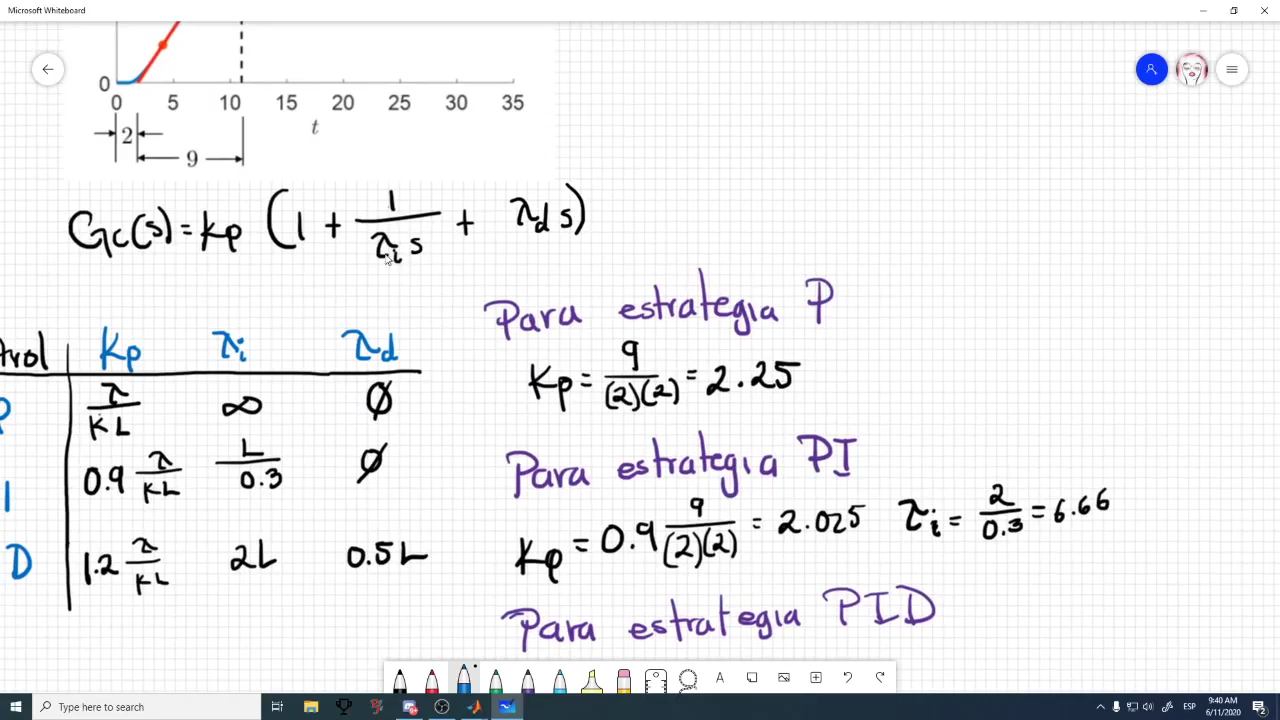 Microsoft Whiteboard
0
0 5 10 15 20 25 30 35
t
2
9
Gc(s) = kp (1 + 1/(τi s) + τd s)
trol Kp τi τd
P τ/(KL) ∞ ∅
I 0.9 τ/(KL) L/0.3 ∅
D 1.2 τ/(KL) 2L 0.5L
Para estrategia P
Kp = 9/((2)(2)) = 2.25
Para estrategia PI
Kp = 0.9 9/((2)(2)) = 2.025 τi = 2/0.3 = 6.66
Para estrategia PID
A
Type here to search
ESP
9:40 AM
6/11/2020
2